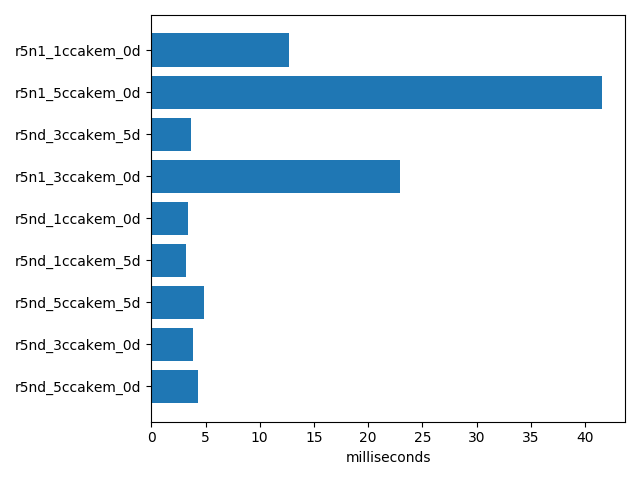 r5n1_1ccakem_0d
r5n1_5ccakem_0d
r5nd_3ccakem_5d
r5n1_3ccakem_0d
r5nd_1ccakem_0d
r5nd_1ccakem_5d
r5nd_5ccakem_5d
r5nd_3ccakem_0d
r5nd_5ccakem_0d
0 5 10 15 20 25 30 35 40
milliseconds